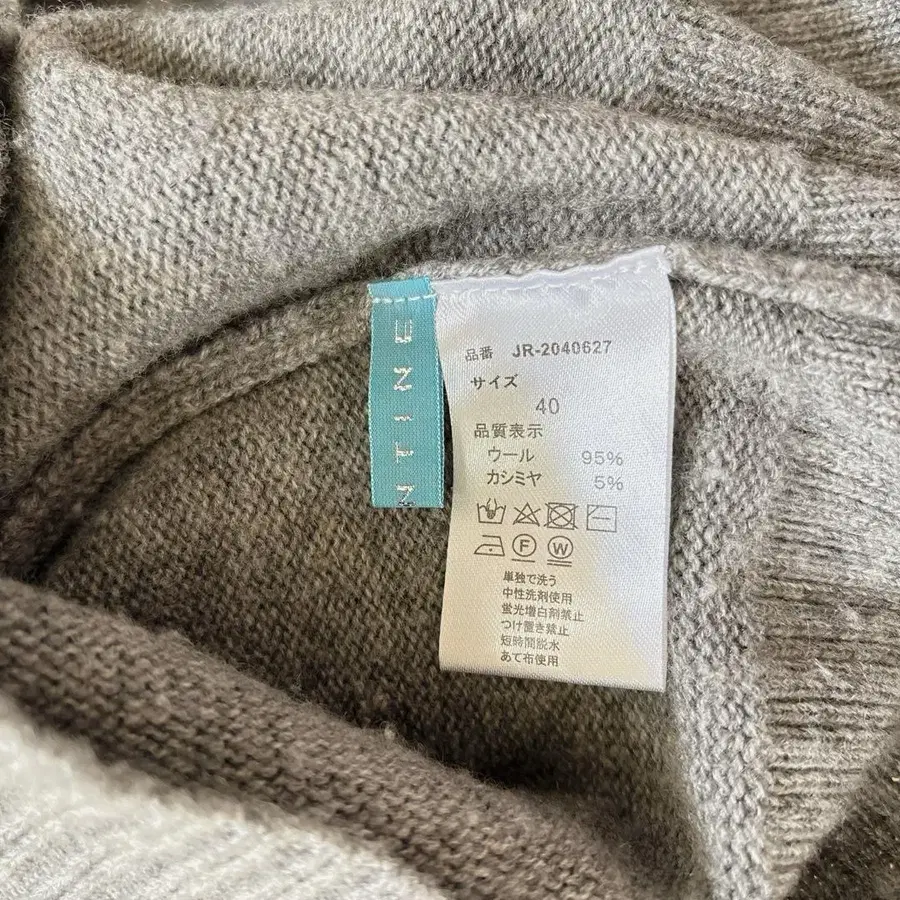 品番 JR-2040627
サイズ
40
品質表示
ウール 95%
カシミヤ 5%
F W
単独で洗う
中性洗剤使用
蛍光増白剤禁止
つけ置き禁止
短時間脱水
あて布使用